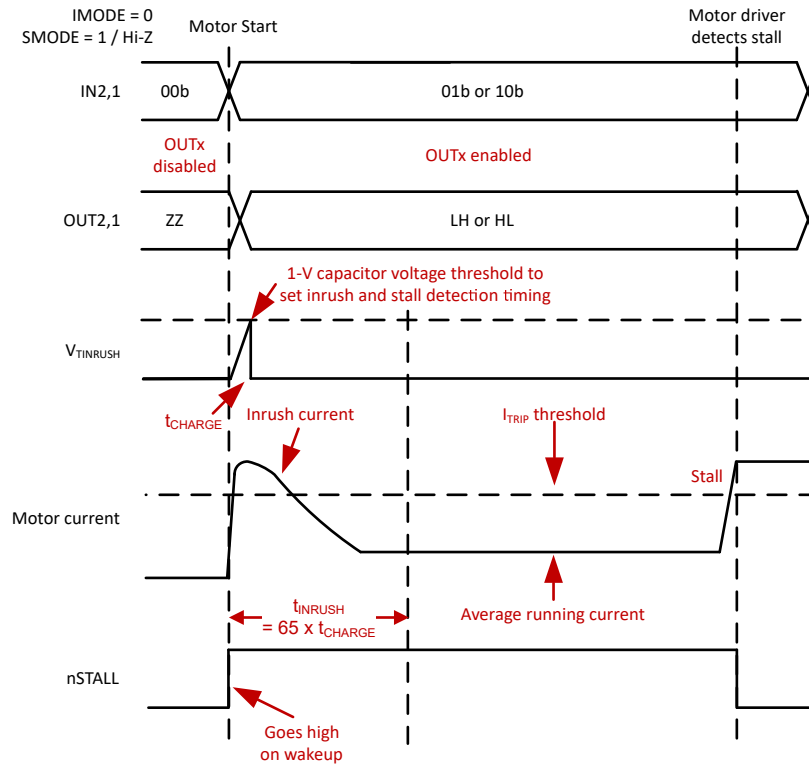 IMODE = 0
SMODE = 1 / Hi-Z
Motor Start
Motor driver
detects stall
IN2,1
00b
01b or 10b
OUTx
disabled
OUTx enabled
OUT2,1
ZZ
LH or HL
1-V capacitor voltage threshold to
set inrush and stall detection timing
VTINRUSH
tCHARGE
Inrush current
ITRIP threshold
Stall
Motor current
tINRUSH
= 65 x tCHARGE
Average running current
nSTALL
Goes high
on wakeup